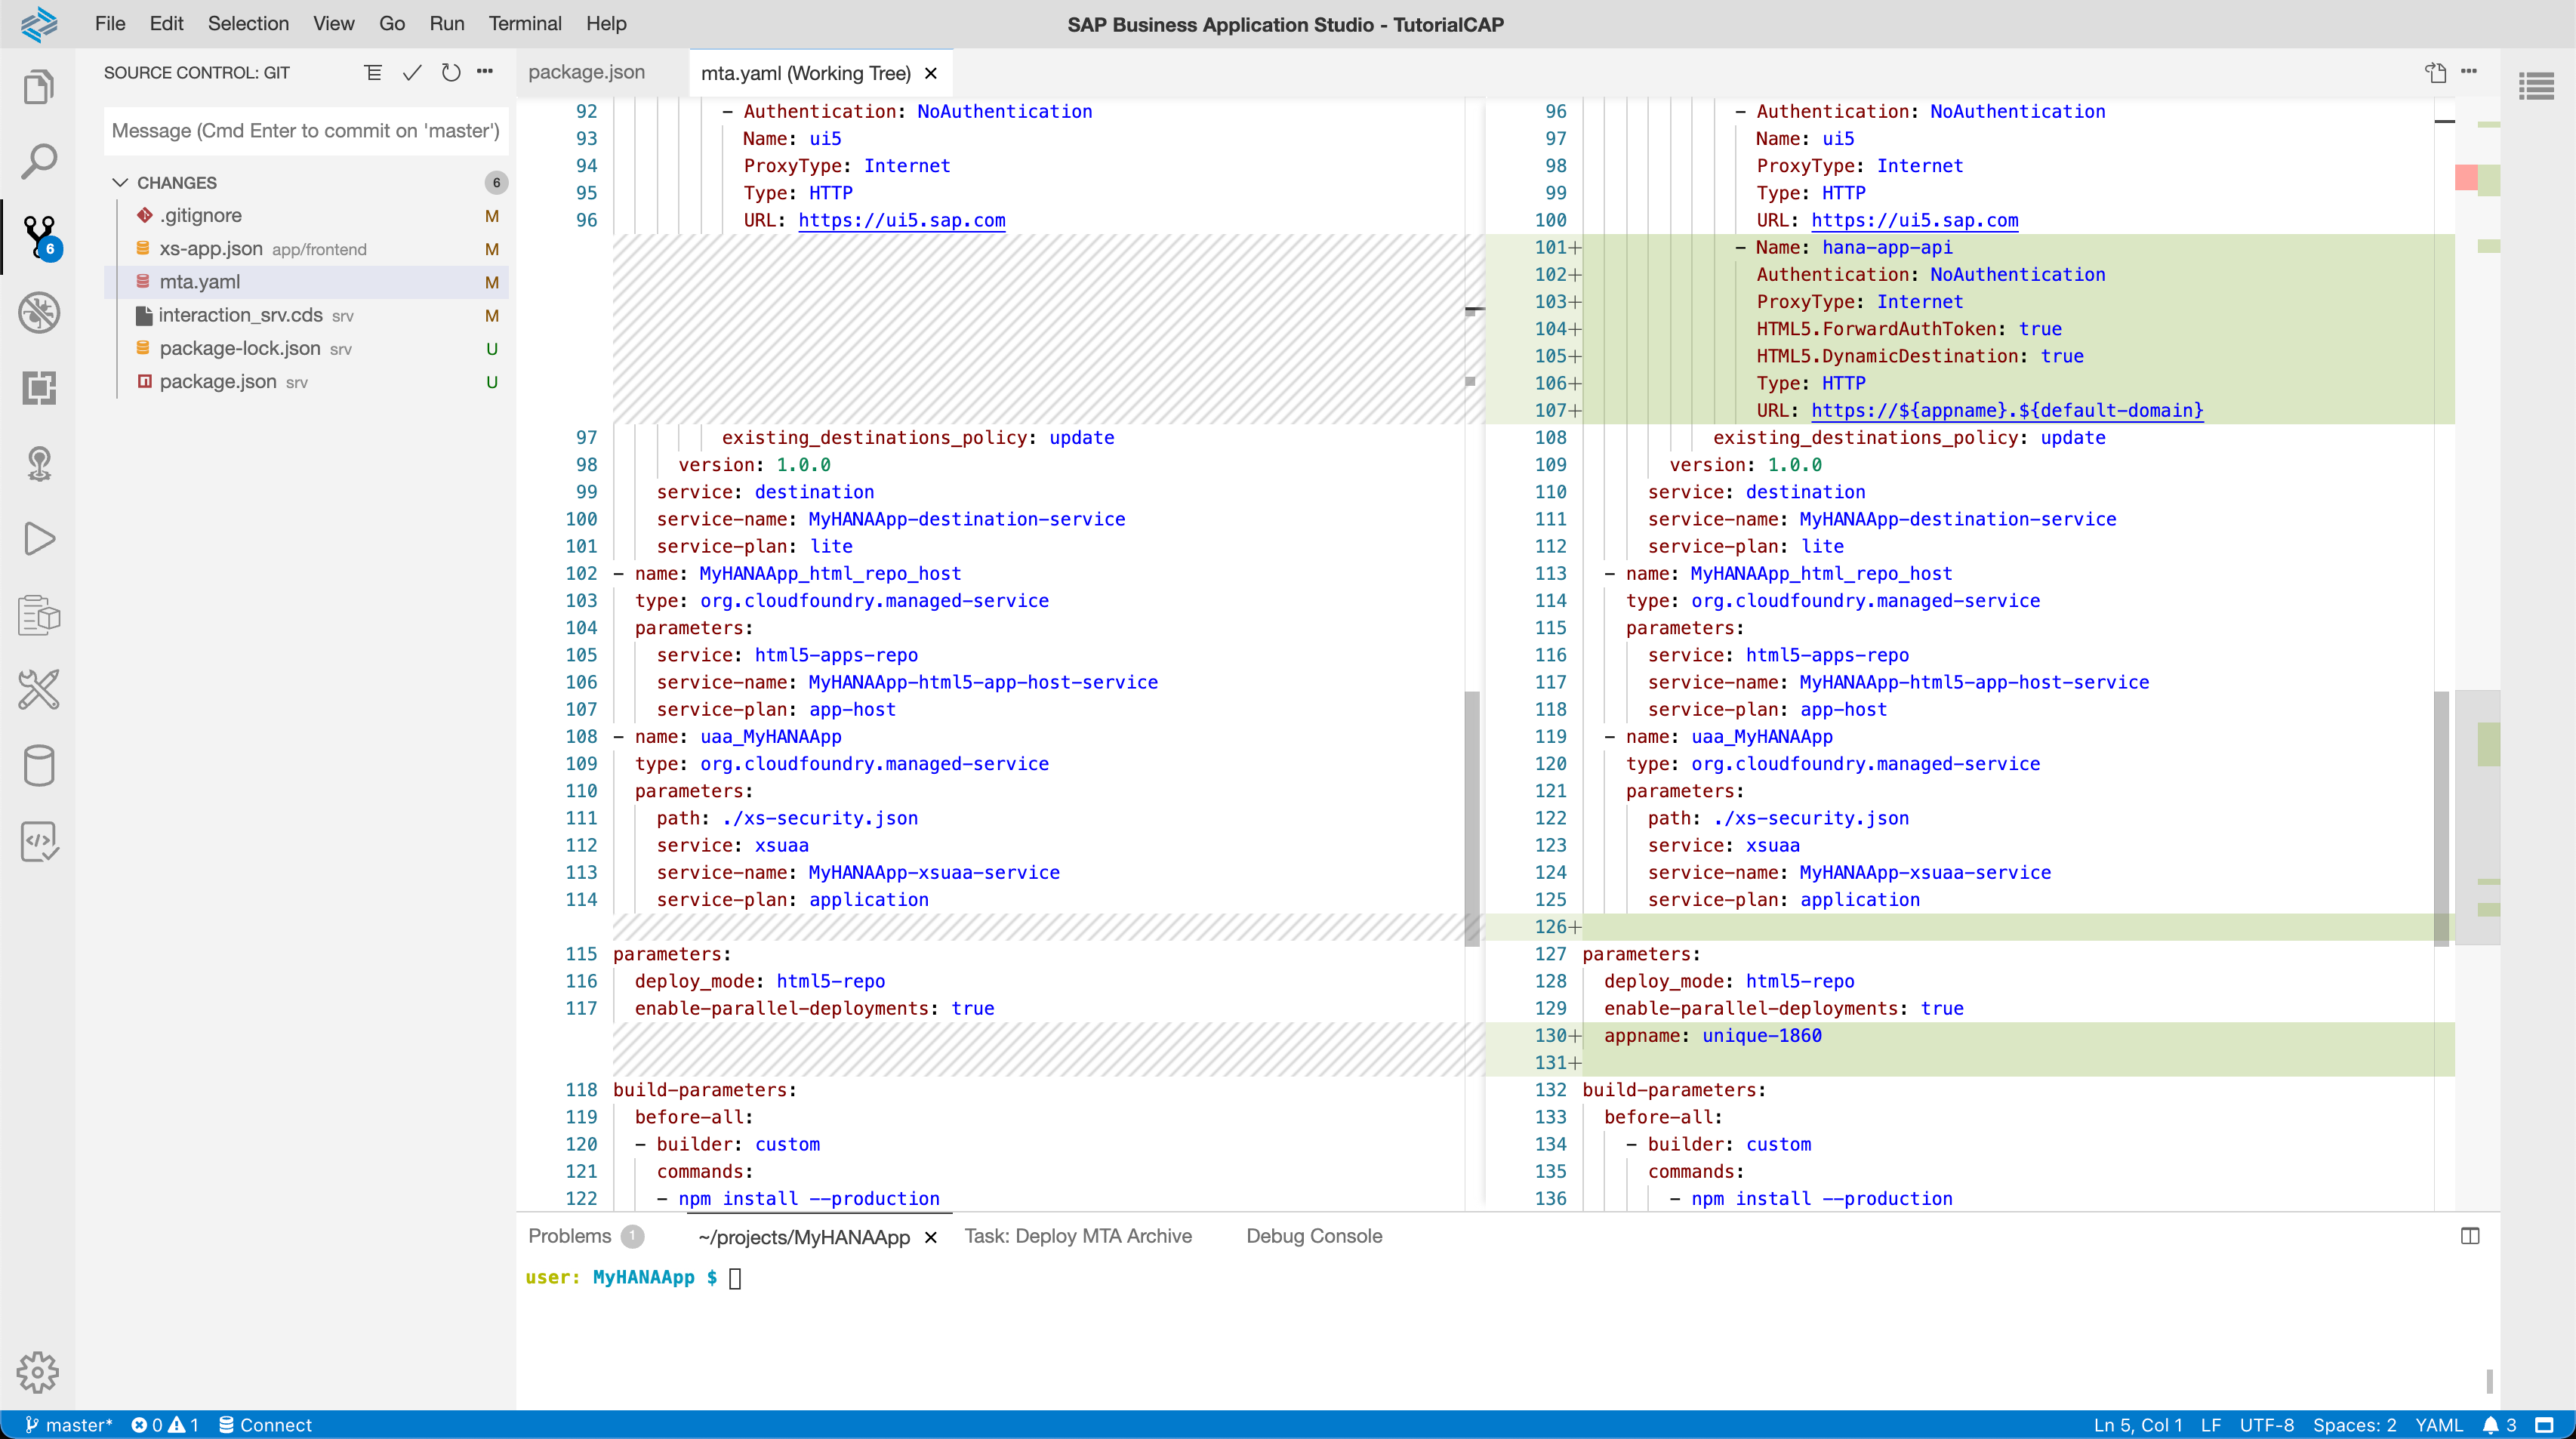 File Edit Selection View Go Run Terminal Help
SAP Business Application Studio - TutorialCAP
SOURCE CONTROL: GIT
Message (Cmd Enter to commit on 'master')
CHANGES 6
.gitignore M
xs-app.json app/frontend M
mta.yaml M
interaction_srv.cds srv M
package-lock.json srv U
package.json srv U
6
package.json
mta.yaml (Working Tree)
92 - Authentication: NoAuthentication
93 Name: ui5
94 ProxyType: Internet
95 Type: HTTP
96 URL: https://ui5.sap.com
97 existing_destinations_policy: update
98 version: 1.0.0
99 service: destination
100 service-name: MyHANAApp-destination-service
101 service-plan: lite
102 - name: MyHANAApp_html_repo_host
103 type: org.cloudfoundry.managed-service
104 parameters:
105 service: html5-apps-repo
106 service-name: MyHANAApp-html5-app-host-service
107 service-plan: app-host
108 - name: uaa_MyHANAApp
109 type: org.cloudfoundry.managed-service
110 parameters:
111 path: ./xs-security.json
112 service: xsuaa
113 service-name: MyHANAApp-xsuaa-service
114 service-plan: application
115 parameters:
116 deploy_mode: html5-repo
117 enable-parallel-deployments: true
118 build-parameters:
119 before-all:
120 - builder: custom
121 commands:
122 - npm install --production
96 - Authentication: NoAuthentication
97 Name: ui5
98 ProxyType: Internet
99 Type: HTTP
100 URL: https://ui5.sap.com
101+ - Name: hana-app-api
102+ Authentication: NoAuthentication
103+ ProxyType: Internet
104+ HTML5.ForwardAuthToken: true
105+ HTML5.DynamicDestination: true
106+ Type: HTTP
107+ URL: https://${appname}.${default-domain}
108 existing_destinations_policy: update
109 version: 1.0.0
110 service: destination
111 service-name: MyHANAApp-destination-service
112 service-plan: lite
113 - name: MyHANAApp_html_repo_host
114 type: org.cloudfoundry.managed-service
115 parameters:
116 service: html5-apps-repo
117 service-name: MyHANAApp-html5-app-host-service
118 service-plan: app-host
119 - name: uaa_MyHANAApp
120 type: org.cloudfoundry.managed-service
121 parameters:
122 path: ./xs-security.json
123 service: xsuaa
124 service-name: MyHANAApp-xsuaa-service
125 service-plan: application
126+
127 parameters:
128 deploy_mode: html5-repo
129 enable-parallel-deployments: true
130+ appname: unique-1860
131+
132 build-parameters:
133 before-all:
134 - builder: custom
135 commands:
136 - npm install --production
Problems 1 ~/projects/MyHANAApp Task: Deploy MTA Archive Debug Console
user: MyHANAApp $
master* 0 1 Connect
Ln 5, Col 1 LF UTF-8 Spaces: 2 YAML 3